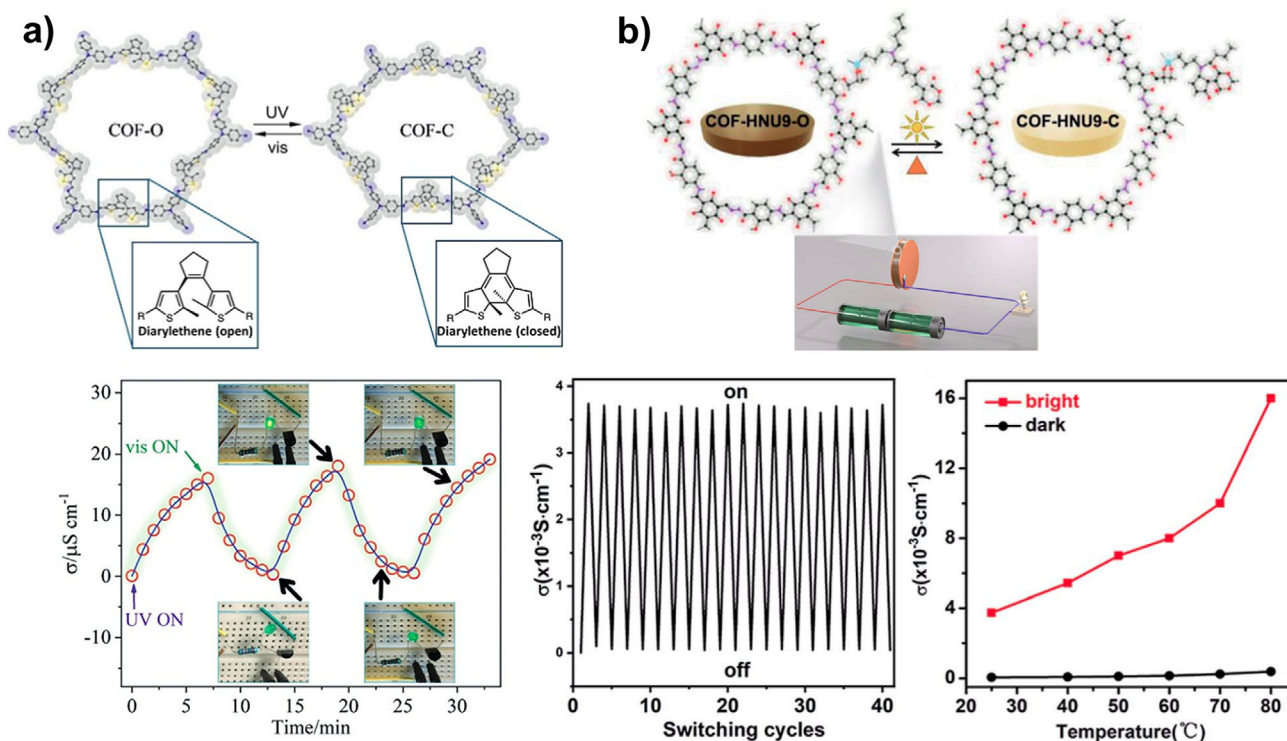 a)
COF-O
UV
vis
COF-C
R
S
S
R
Diarylethene (open)
R
S
S
R
Diarylethene (closed)
b)
COF-HNU9-O
COF-HNU9-C
σ/μS cm⁻¹
30
20
10
0
-10
vis ON
UV ON
0
5
10
15
20
25
30
Time/min
σ(x10⁻³S·cm⁻¹)
4
3
2
1
0
on
off
0
10
20
30
40
Switching cycles
σ(x10⁻³S·cm⁻¹)
16
12
8
4
0
bright
dark
20
30
40
50
60
70
80
Temperature(℃)